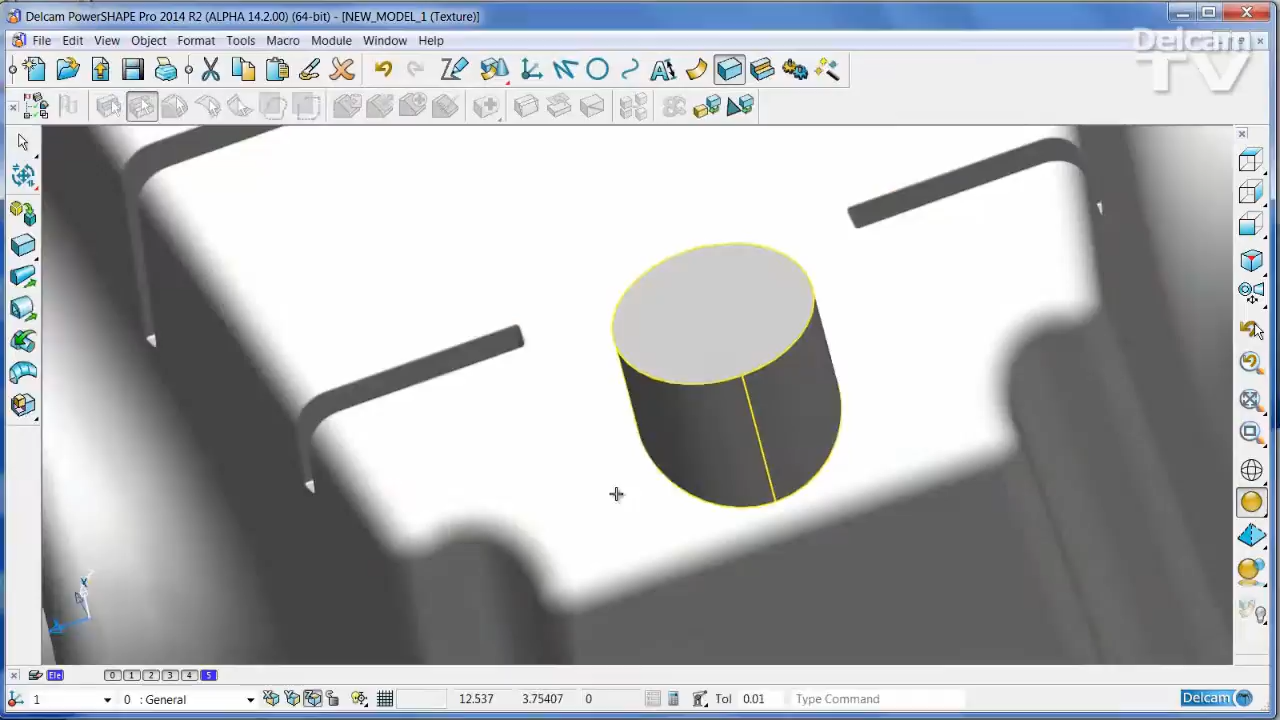 Delcam PowerSHAPE Pro 2014 R2 (ALPHA 14.2.00) (64-bit) - [NEW_MODEL_1 (Texture)]
File Edit View Object Format Tools Macro Module Window Help
Delcam
TV
Ele 0 1 2 3 4 5
1 0 :General 12.537 3.75407 0 Tol 0.01 Type Command Delcam